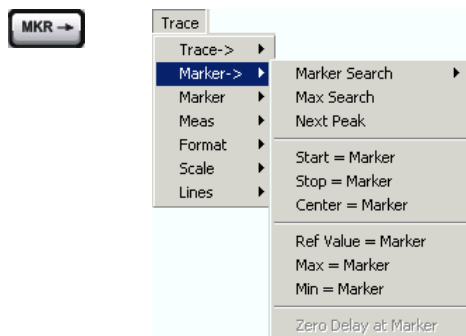 MKR →
Trace
Trace->
Marker->
Marker
Meas
Format
Scale
Lines
Marker Search
Max Search
Next Peak
Start = Marker
Stop = Marker
Center = Marker
Ref Value = Marker
Max = Marker
Min = Marker
Zero Delay at Marker